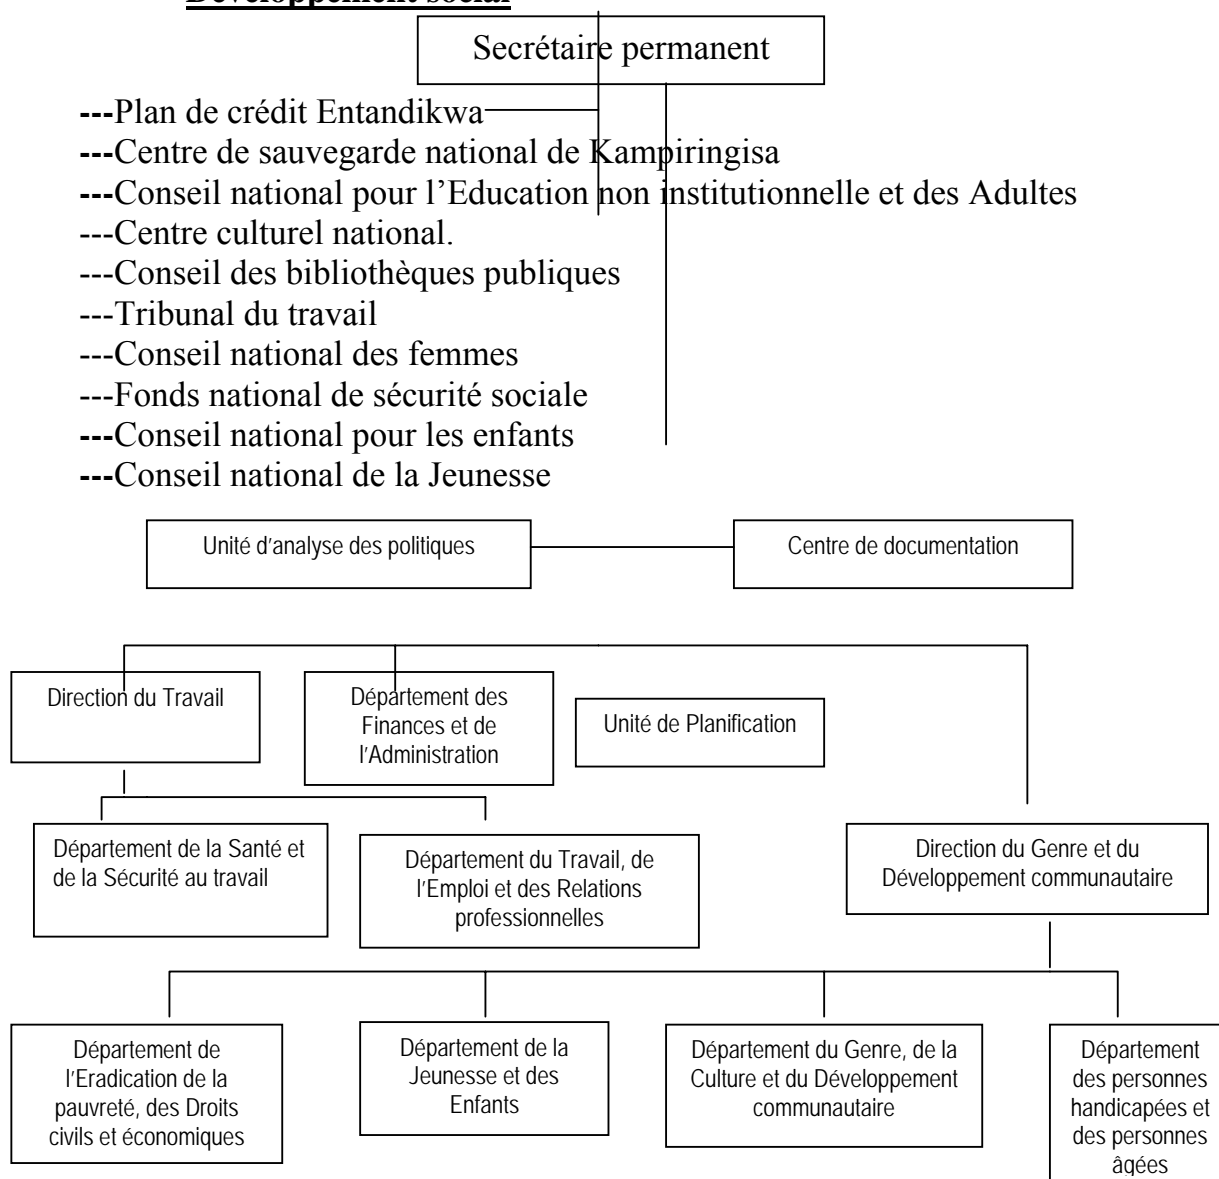 Développement social
Secrétaire permanent
---Plan de crédit Entandikwa
---Centre de sauvegarde national de Kampiringisa
---Conseil national pour l’Education non institutionnelle et des Adultes
---Centre culturel national.
---Conseil des bibliothèques publiques
---Tribunal du travail
---Conseil national des femmes
---Fonds national de sécurité sociale
---Conseil national pour les enfants
---Conseil national de la Jeunesse
Unité d’analyse des politiques
Centre de documentation
Direction du Travail
Département des
Finances et de
l’Administration
Unité de Planification
Département de la Santé et
de la Sécurité au travail
Département du Travail, de
l’Emploi et des Relations
professionnelles
Direction du Genre et du
Développement communautaire
Département de
l’Eradication de la
pauvreté, des Droits
civils et économiques
Département de la
Jeunesse et des
Enfants
Département du Genre, de la
Culture et du Développement
communautaire
Département
des personnes
handicapées et
des personnes
âgées